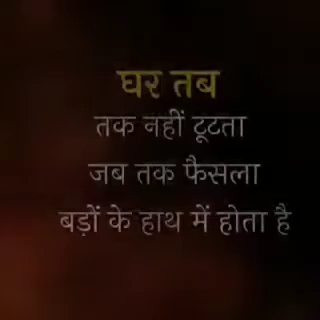 घर तब
तक नहीं टूटता
जब तक फैसला
बड़ों के हाथ में होता है